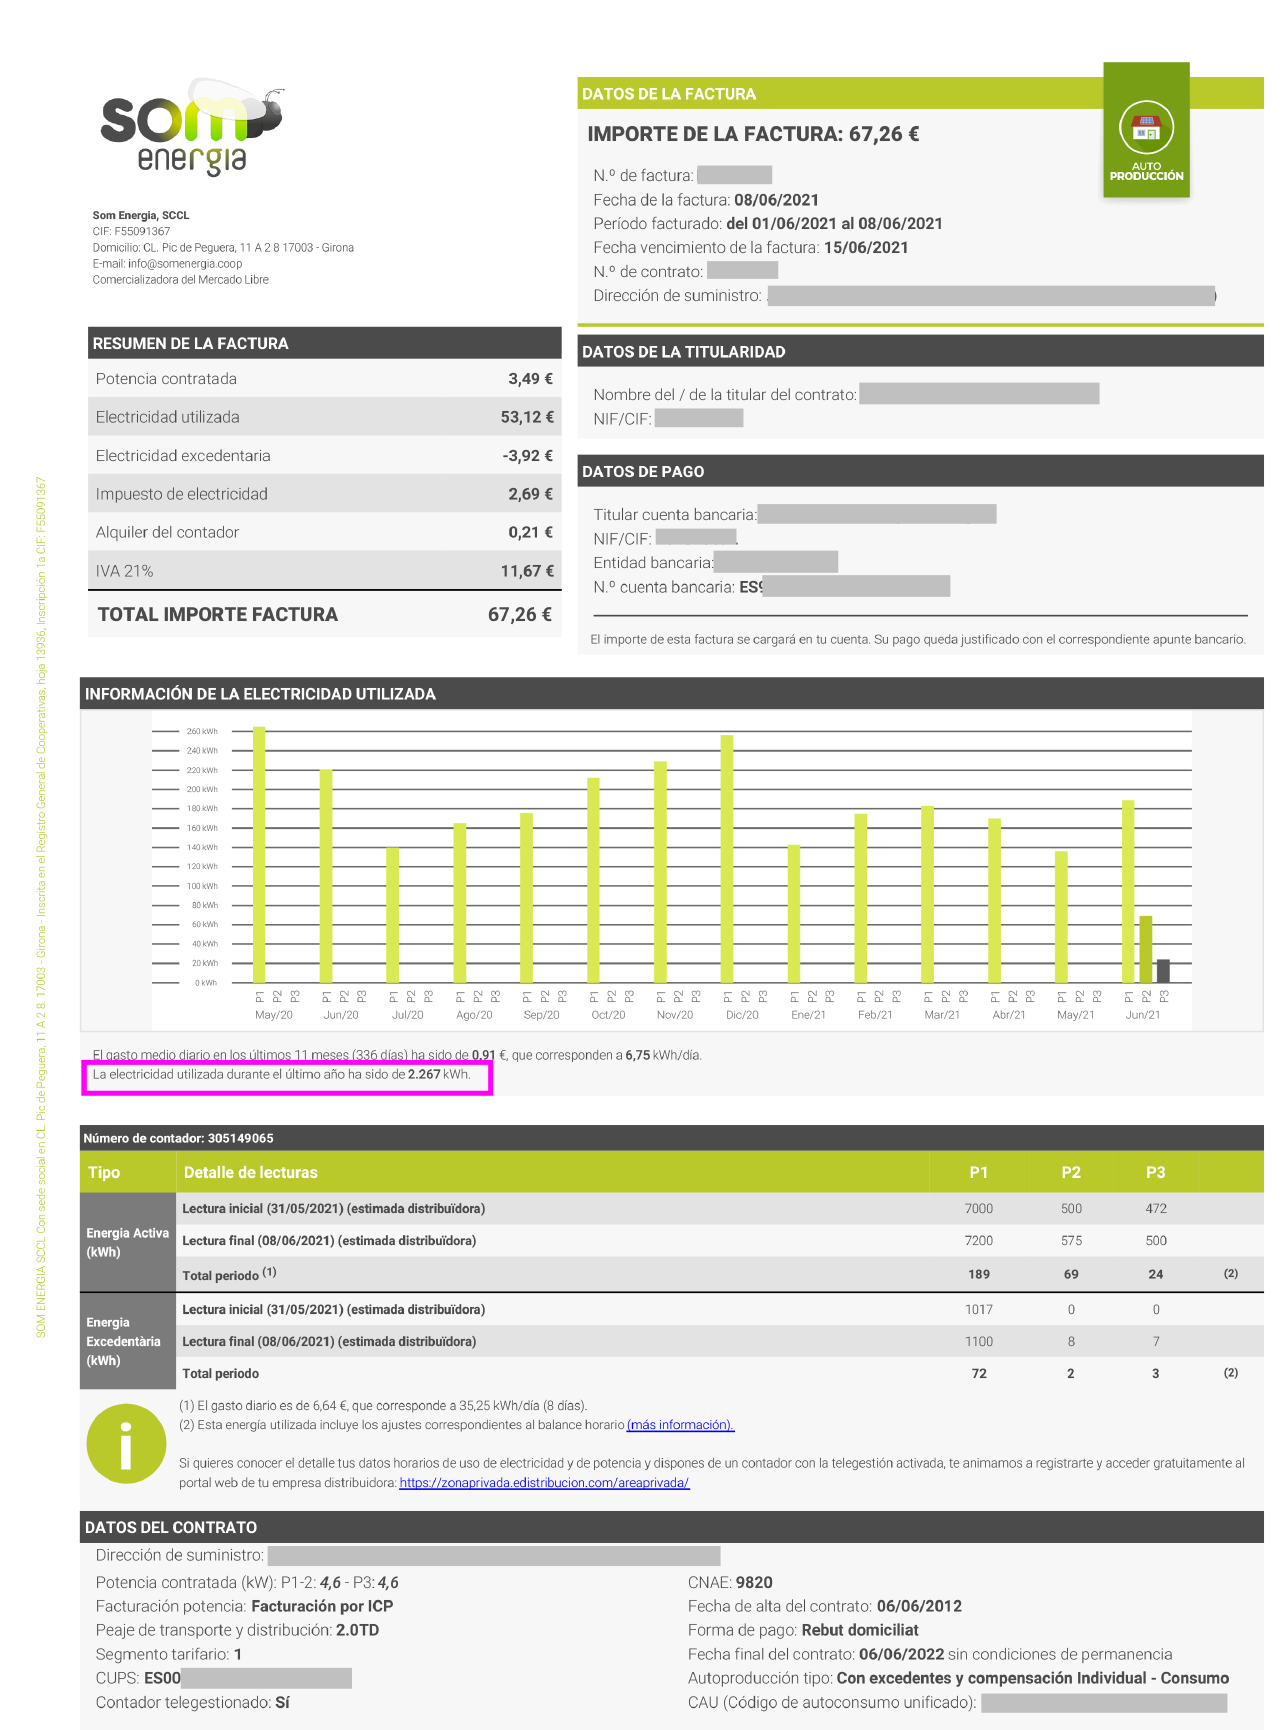 som
energia
Som Energia, SCCL
CIF: F55091367
Domicilio: CL. Pic de Peguera, 11 A 2 8 17003 - Girona
E-mail: info@somenergia.coop
Comercializadora del Mercado Libre
DATOS DE LA FACTURA
IMPORTE DE LA FACTURA: 67,26 €
AUTO
PRODUCCIÓN
N.º de factura:
Fecha de la factura: 08/06/2021
Período facturado: del 01/06/2021 al 08/06/2021
Fecha vencimiento de la factura: 15/06/2021
N.º de contrato:
Dirección de suministro:
RESUMEN DE LA FACTURA
Potencia contratada 3,49 €
Electricidad utilizada 53,12 €
Electricidad excedentaria -3,92 €
Impuesto de electricidad 2,69 €
Alquiler del contador 0,21 €
IVA 21% 11,67 €
TOTAL IMPORTE FACTURA 67,26 €
DATOS DE LA TITULARIDAD
Nombre del / de la titular del contrato:
NIF/CIF:
DATOS DE PAGO
Titular cuenta bancaria:
NIF/CIF:
Entidad bancaria:
N.º cuenta bancaria: ES9
El importe de esta factura se cargará en tu cuenta. Su pago queda justificado con el correspondiente apunte bancario.
SOM ENERGIA SCCL Con sede social en CL. Pic de Peguera, 11 A 2 8 17003 - Girona - Inscrita en el Registro General de Cooperativas, hoja 13936, Inscripción 1a CIF: F55091367
INFORMACIÓN DE LA ELECTRICIDAD UTILIZADA
260 kWh
240 kWh
220 kWh
200 kWh
180 kWh
160 kWh
140 kWh
120 kWh
100 kWh
80 kWh
60 kWh
40 kWh
20 kWh
0 kWh
P1 P2 P3 P1 P2 P3 P1 P2 P3 P1 P2 P3 P1 P2 P3 P1 P2 P3 P1 P2 P3 P1 P2 P3 P1 P2 P3 P1 P2 P3 P1 P2 P3 P1 P2 P3 P1 P2 P3 P1 P2 P3
May/20 Jun/20 Jul/20 Ago/20 Sep/20 Oct/20 Nov/20 Dic/20 Ene/21 Feb/21 Mar/21 Abr/21 May/21 Jun/21
El gasto medio diario en los últimos 11 meses (336 días) ha sido de 0,91 €, que corresponden a 6,75 kWh/día.
La electricidad utilizada durante el último año ha sido de 2.267 kWh.
Número de contador: 305149065
Tipo Detalle de lecturas P1 P2 P3
Energia Activa
(kWh)
Lectura inicial (31/05/2021) (estimada distribuïdora) 7000 500 472
Lectura final (08/06/2021) (estimada distribuïdora) 7200 575 500
Total periodo (1) 189 69 24 (2)
Energia
Excedentària
(kWh)
Lectura inicial (31/05/2021) (estimada distribuïdora) 1017 0 0
Lectura final (08/06/2021) (estimada distribuïdora) 1100 8 7
Total periodo 72 2 3 (2)
i
(1) El gasto diario es de 6,64 €, que corresponde a 35,25 kWh/día (8 días).
(2) Esta energía utilizada incluye los ajustes correspondientes al balance horario (más información).
Si quieres conocer el detalle tus datos horarios de uso de electricidad y de potencia y dispones de un contador con la telegestión activada, te animamos a registrarte y acceder gratuitamente al
portal web de tu empresa distribuidora: https://zonaprivada.edistribucion.com/areaprivada/
DATOS DEL CONTRATO
Dirección de suministro:
Potencia contratada (kW): P1-2: 4,6 - P3: 4,6
Facturación potencia: Facturación por ICP
Peaje de transporte y distribución: 2.0TD
Segmento tarifario: 1
CUPS: ES00
Contador telegestionado: Sí
CNAE: 9820
Fecha de alta del contrato: 06/06/2012
Forma de pago: Rebut domiciliat
Fecha final del contrato: 06/06/2022 sin condiciones de permanencia
Autoproducción tipo: Con excedentes y compensación Individual - Consumo
CAU (Código de autoconsumo unificado):